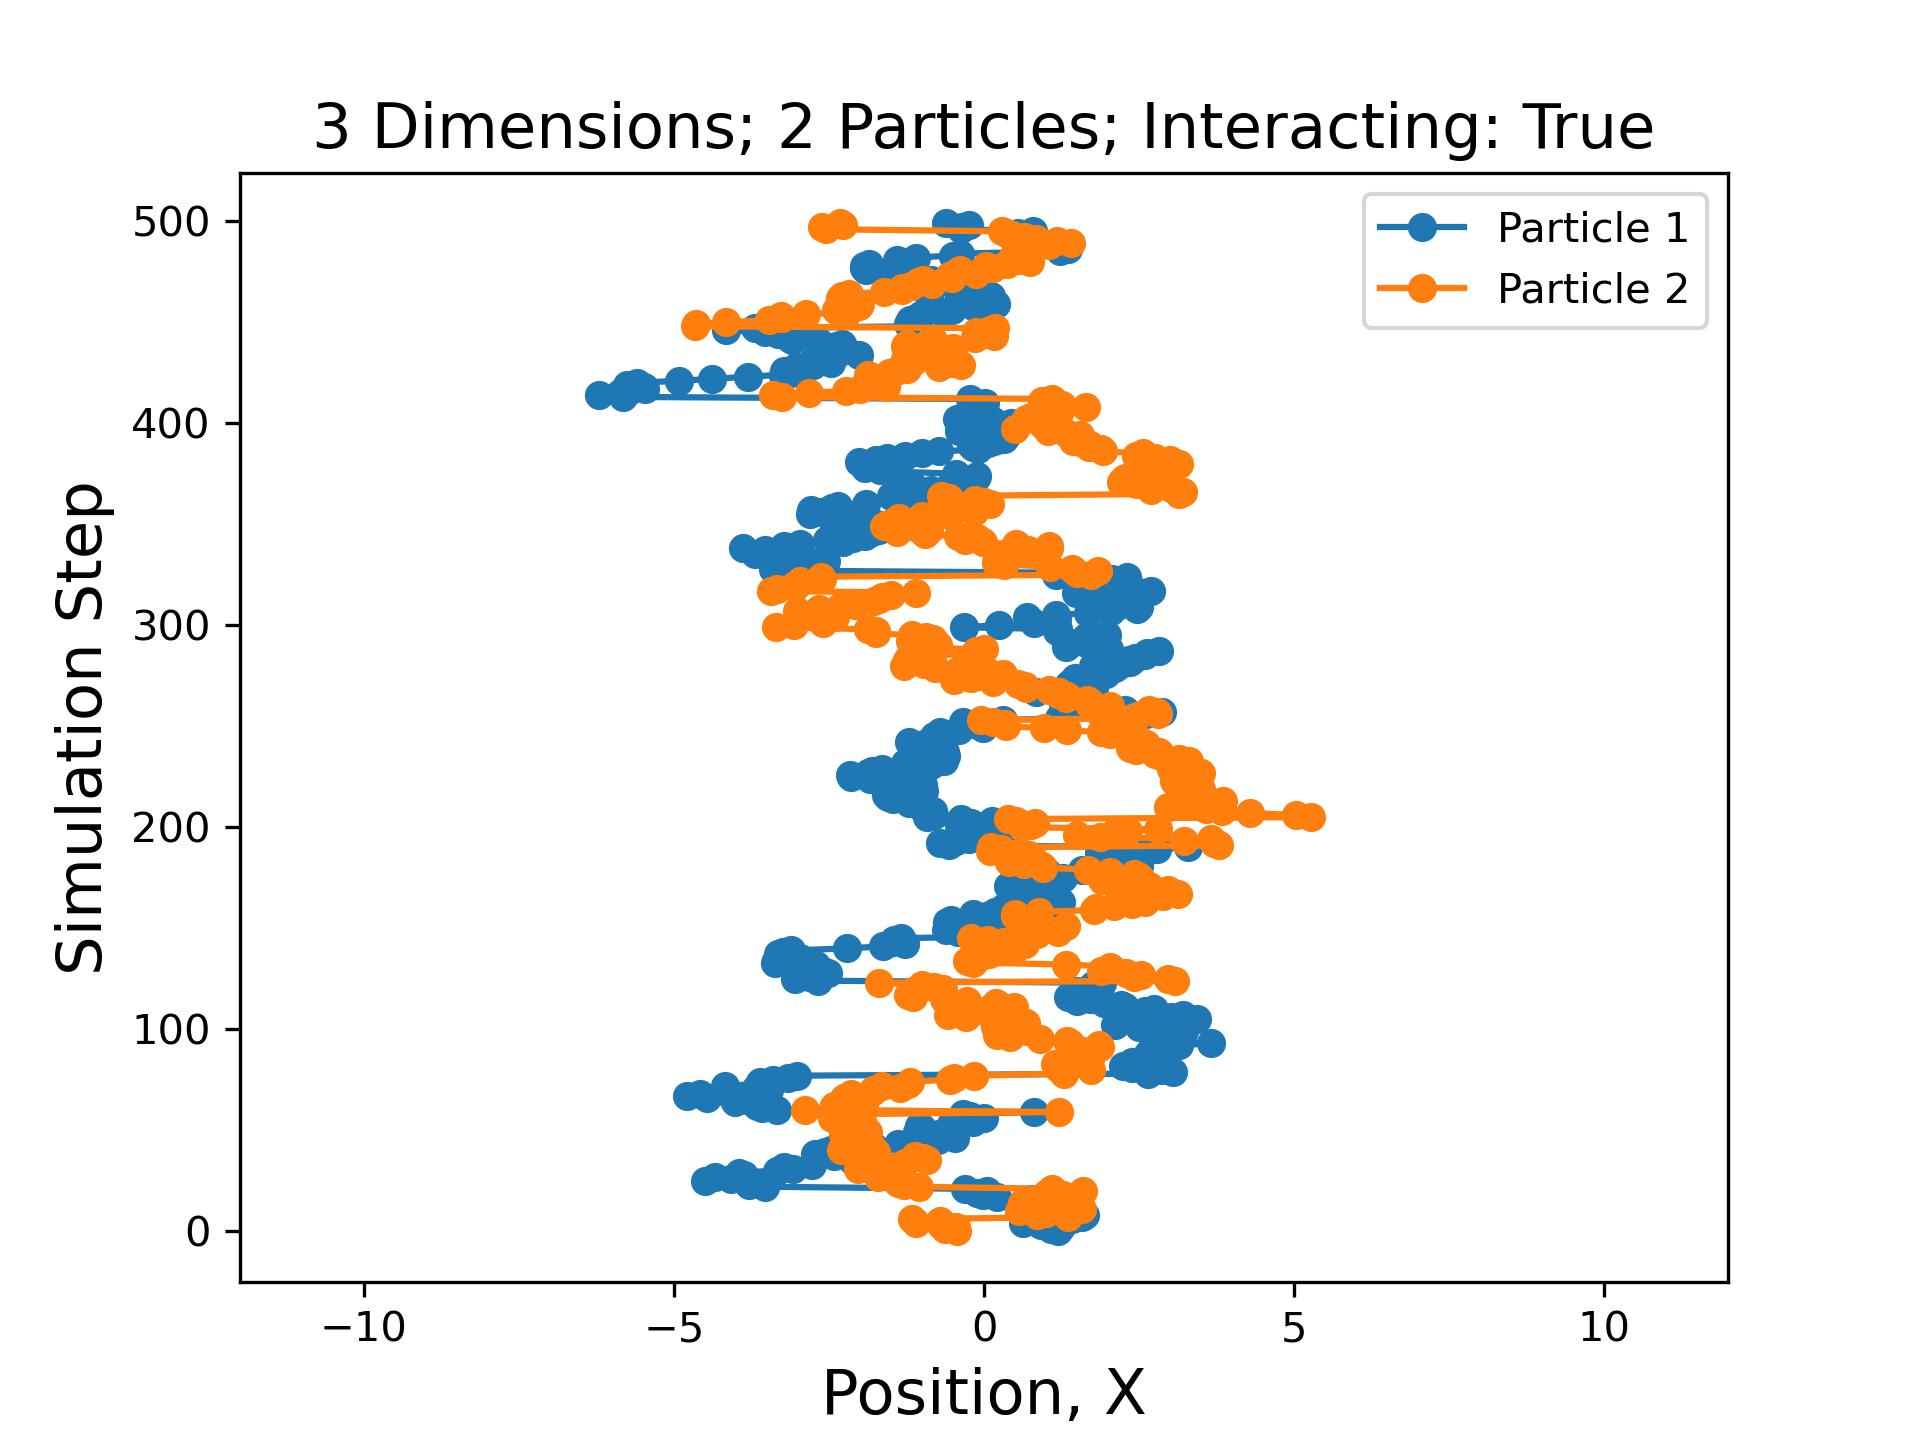 3 Dimensions; 2 Particles; Interacting: True
Particle 1
Particle 2
Simulation Step
500
400
300
200
100
0
−10
−5
0
5
10
Position, X